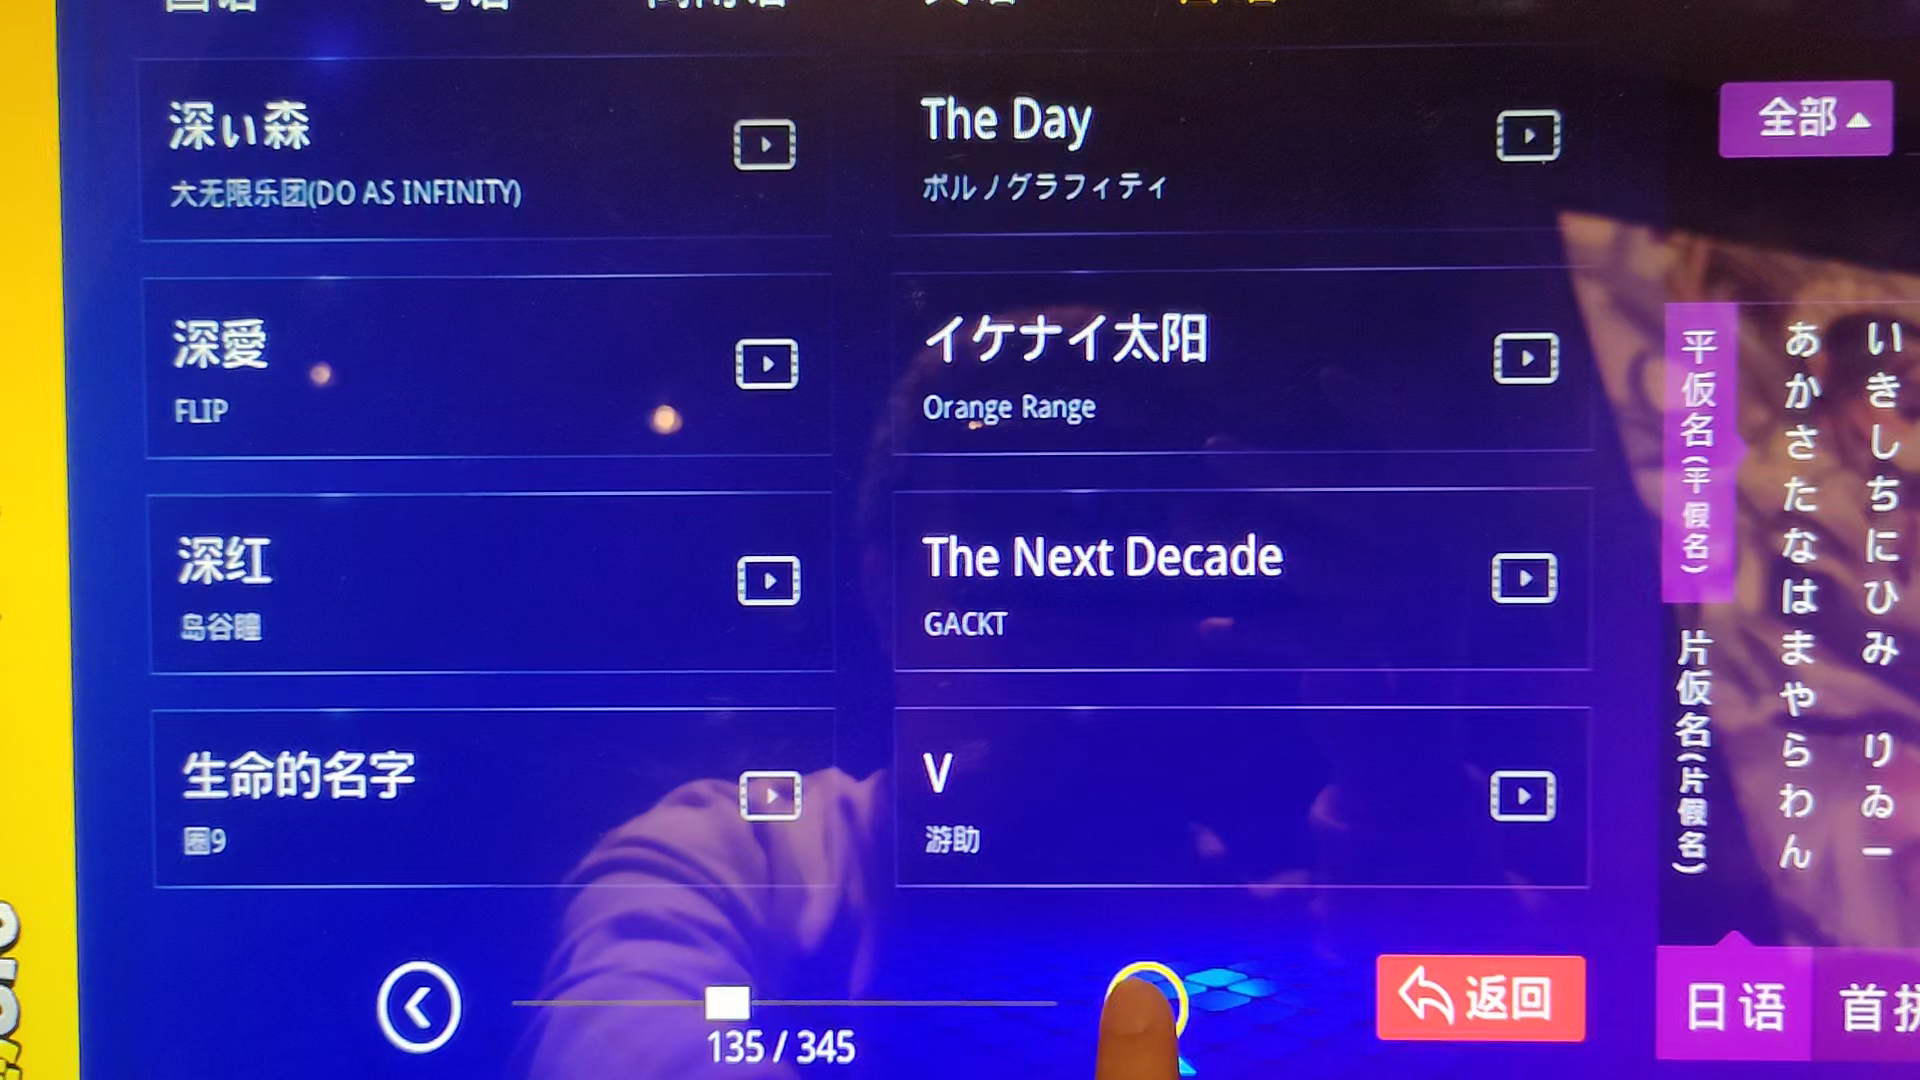 深い森
大无限乐团(DO AS INFINITY)
The Day
ポルノグラフィティ
深愛
FLIP
イケナイ太阳
Orange Range
深红
岛谷瞳
The Next Decade
GACKT
生命的名字
圈9
V
游助
135 / 345
返回
全部
平仮名(平假名)
片仮名(片假名)
あかさたなはまやらわん
いきしちにひみ りゐー
日语
首拼